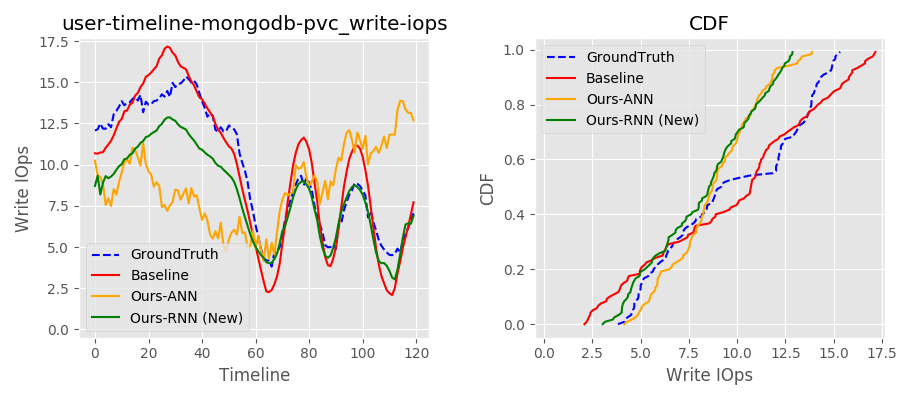 user-timeline-mongodb-pvc_write-iops
Write IOps
17.5
15.0
12.5
10.0
7.5
5.0
2.5
0.0
GroundTruth
Baseline
Ours-ANN
Ours-RNN (New)
0
20
40
60
80
100
120
Timeline
CDF
CDF
1.0
0.8
0.6
0.4
0.2
0.0
GroundTruth
Baseline
Ours-ANN
Ours-RNN (New)
0.0
2.5
5.0
7.5
10.0
12.5
15.0
17.5
Write IOps